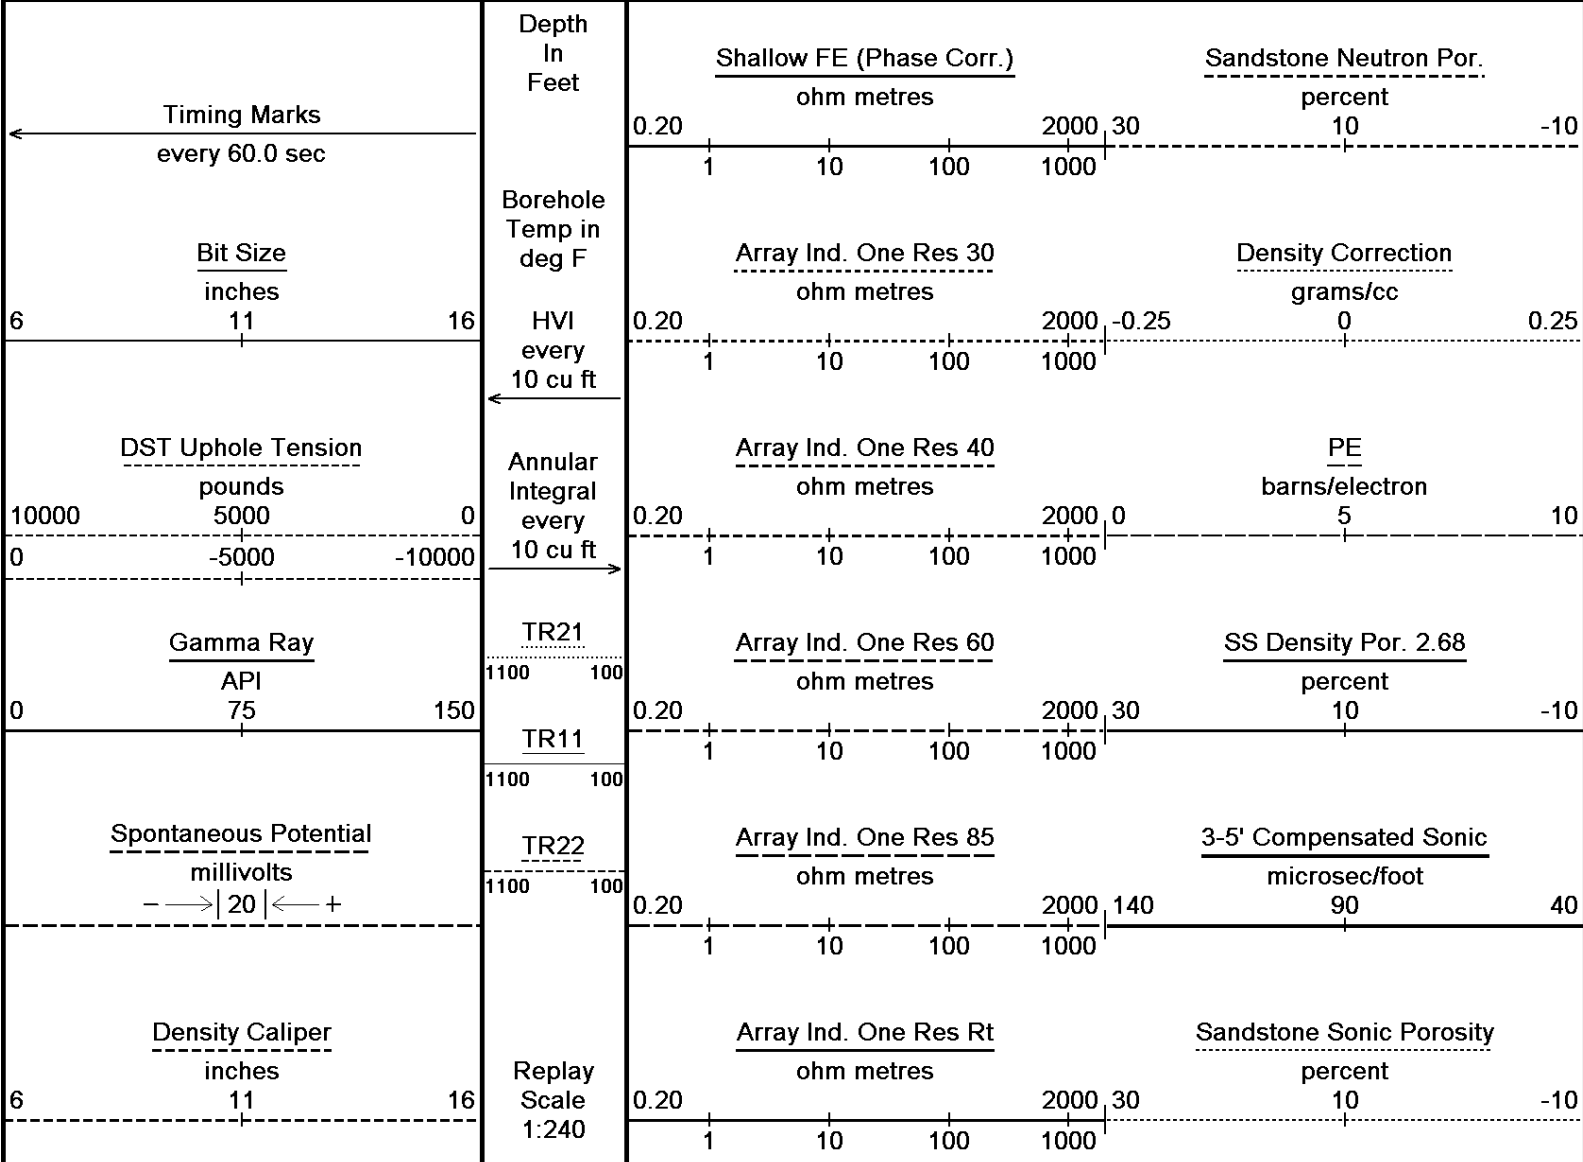 Timing Marks
every 60.0 sec
Bit Size
inches
6 11 16
DST Uphole Tension
pounds
10000 5000 0
0 -5000 -10000
Gamma Ray
API
0 75 150
Spontaneous Potential
millivolts
− →| 20 |← +
Density Caliper
inches
6 11 16
Depth
In
Feet
Borehole
Temp in
deg F
HVI
every
10 cu ft
Annular
Integral
every
10 cu ft
TR21
1100 100
TR11
1100 100
TR22
1100 100
Replay
Scale
1:240
Shallow FE (Phase Corr.)
ohm metres
0.20 2000
1 10 100 1000
Array Ind. One Res 30
ohm metres
0.20 2000
1 10 100 1000
Array Ind. One Res 40
ohm metres
0.20 2000
1 10 100 1000
Array Ind. One Res 60
ohm metres
0.20 2000
1 10 100 1000
Array Ind. One Res 85
ohm metres
0.20 2000
1 10 100 1000
Array Ind. One Res Rt
ohm metres
0.20 2000
1 10 100 1000
Sandstone Neutron Por.
percent
30 10 -10
Density Correction
grams/cc
-0.25 0 0.25
PE
barns/electron
0 5 10
SS Density Por. 2.68
percent
30 10 -10
3-5' Compensated Sonic
microsec/foot
140 90 40
Sandstone Sonic Porosity
percent
30 10 -10